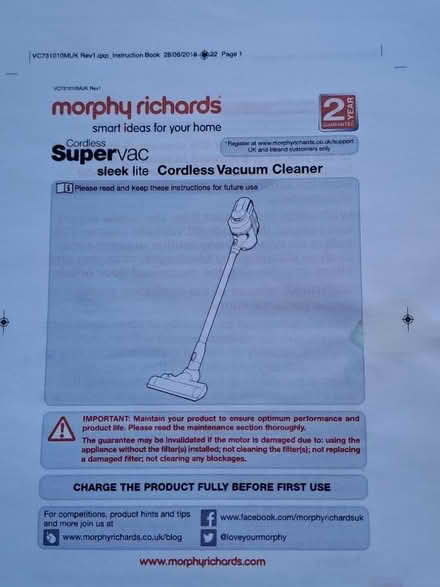 VC731010MUK Rev1.qxp_Instruction Book 28/06/2018 22 Page 1
VC731010MUK Rev1
morphy richards
smart ideas for your home
2 YEAR
GUARANTEE
Cordless
Supervac
sleek lite Cordless Vacuum Cleaner
*Register at www.morphyrichards.co.uk/support
UK and Ireland customers only
Please read and keep these instructions for future use
IMPORTANT: Maintain your product to ensure optimum performance and
product life. Please read the maintenance section thoroughly.
The guarantee may be invalidated if the motor is damaged due to: using the
appliance without the filter(s) installed; not cleaning the filter(s); not replacing
a damaged filter; not clearing any blockages.
CHARGE THE PRODUCT FULLY BEFORE FIRST USE
For competitions, product hints and tips
and more join us at
www.morphyrichards.co.uk/blog
www.facebook.com/morphyrichardsuk
@loveyourmorphy
www.morphyrichards.com